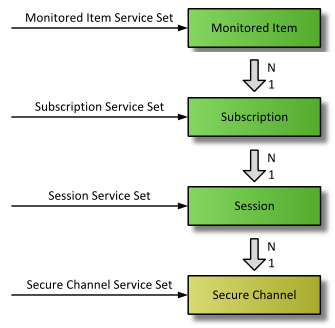 Monitored Item Service Set
Monitored Item
N
1
Subscription Service Set
Subscription
N
1
Session Service Set
Session
N
1
Secure Channel Service Set
Secure Channel